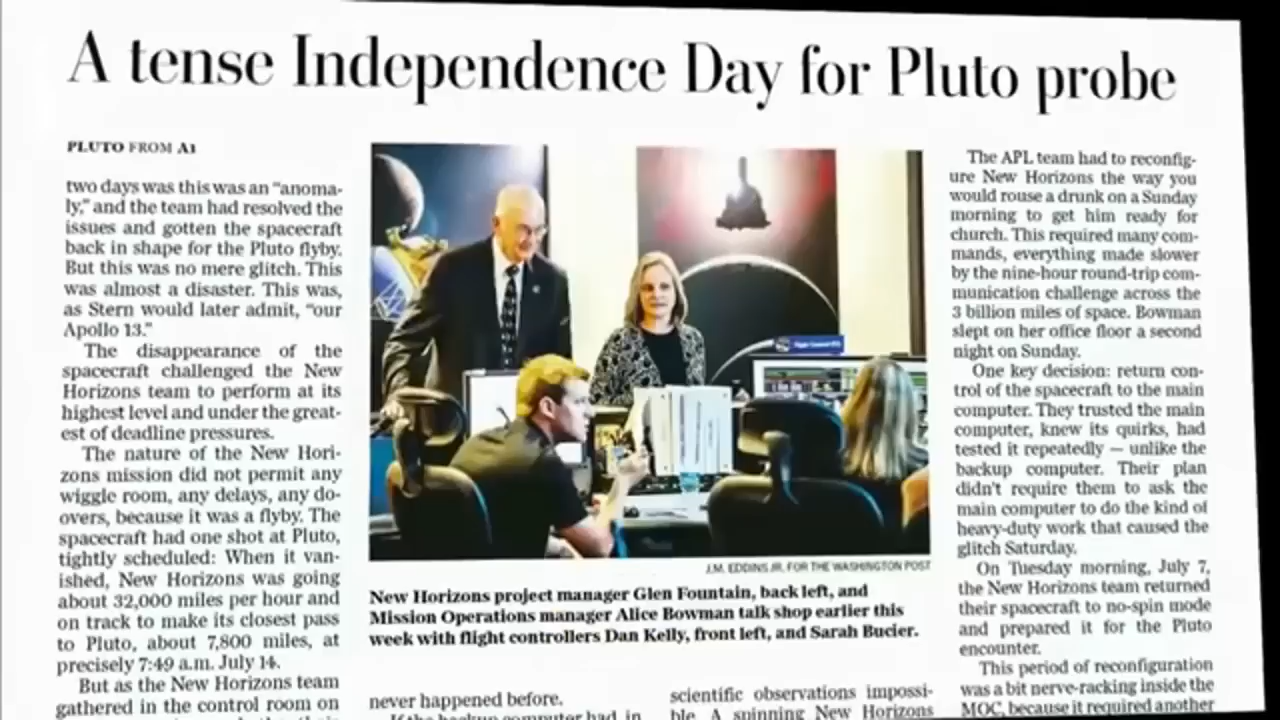 A tense Independence Day for Pluto probe
PLUTO FROM A1
two days was this was an “anoma-
ly,” and the team had resolved the
issues and gotten the spacecraft
back in shape for the Pluto flyby.
But this was no mere glitch. This
was almost a disaster. This was,
as Stern would later admit, “our
Apollo 13.”
The disappearance of the
spacecraft challenged the New
Horizons team to perform at its
highest level and under the great-
est of deadline pressures.
The nature of the New Hori-
zons mission did not permit any
wiggle room, any delays, any do-
overs, because it was a flyby. The
spacecraft had one shot at Pluto,
tightly scheduled: When it van-
ished, New Horizons was going
about 32,000 miles per hour and
on track to make its closest pass
to Pluto, about 7,800 miles, at
precisely 7:49 a.m. July 14.
But as the New Horizons team
gathered in the control room on
J.M. EDDINS JR. FOR THE WASHINGTON POST
New Horizons project manager Glen Fountain, back left, and
Mission Operations manager Alice Bowman talk shop earlier this
week with flight controllers Dan Kelly, front left, and Sarah Bucier.
never happened before.
If the backup computer had in
scientific observations impossi-
ble. A spinning New Horizons
The APL team had to reconfig-
ure New Horizons the way you
would rouse a drunk on a Sunday
morning to get him ready for
church. This required many com-
mands, everything made slower
by the nine-hour round-trip com-
munication challenge across the
3 billion miles of space. Bowman
slept on her office floor a second
night on Sunday.
One key decision: return con-
trol of the spacecraft to the main
computer. They trusted the main
computer, knew its quirks, had
tested it repeatedly — unlike the
backup computer. Their plan
didn’t require them to ask the
main computer to do the kind of
heavy-duty work that caused the
glitch Saturday.
On Tuesday morning, July 7,
the New Horizons team returned
their spacecraft to no-spin mode
and prepared it for the Pluto
encounter.
This period of reconfiguration
was a bit nerve-racking inside the
MOC, because it required another